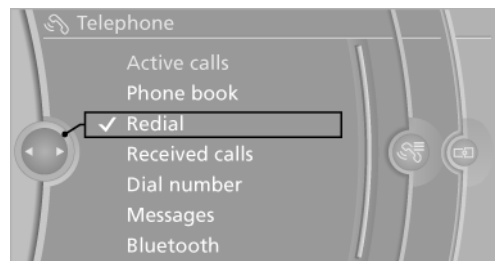 Telephone
Active calls
Phone book
Redial
Received calls
Dial number
Messages
Bluetooth